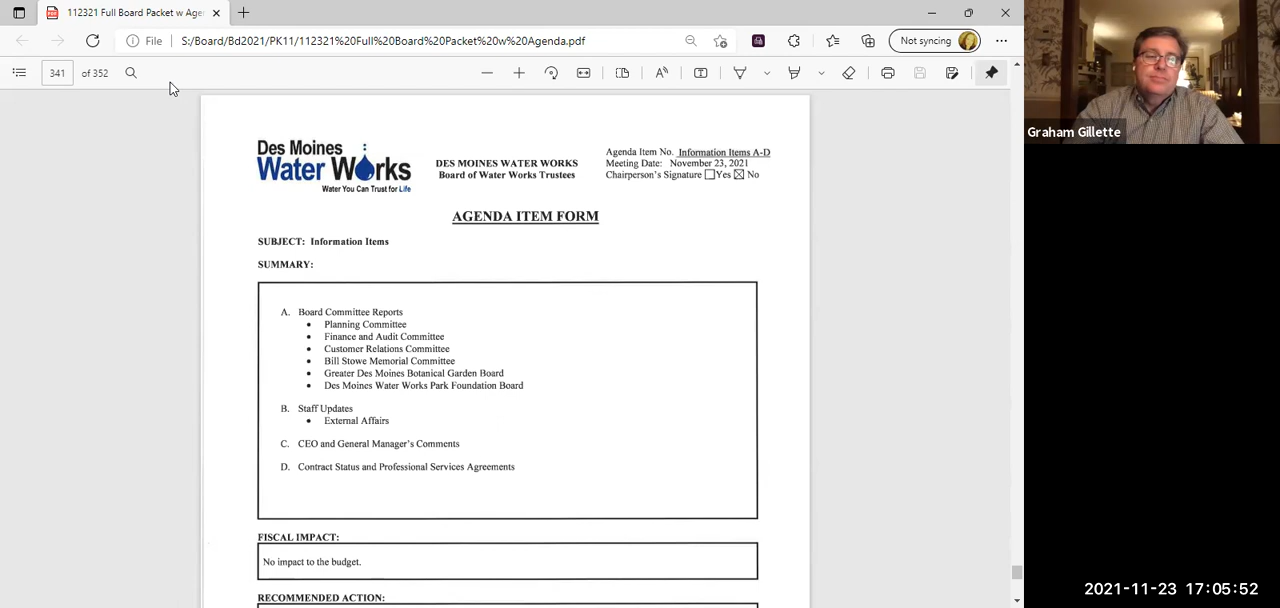 112321 Full Board Packet w Age
File
S:/Board/Bd2021/PK11/112321%20Full%20Board%20Packet%20w%20Agenda.pdf
Not syncing
341 of 352
Graham Gillette
Des Moines
Water Works
Water You Can Trust for Life
DES MOINES WATER WORKS
Board of Water Works Trustees
Agenda Item No. Information Items A-D
Meeting Date: November 23, 2021
Chairperson's Signature ☐ Yes ☒ No
AGENDA ITEM FORM
SUBJECT: Information Items
SUMMARY:
A. Board Committee Reports
• Planning Committee
• Finance and Audit Committee
• Customer Relations Committee
• Bill Stowe Memorial Committee
• Greater Des Moines Botanical Garden Board
• Des Moines Water Works Park Foundation Board
B. Staff Updates
• External Affairs
C. CEO and General Manager's Comments
D. Contract Status and Professional Services Agreements
FISCAL IMPACT:
No impact to the budget.
RECOMMENDED ACTION:
2021-11-23 17:05:52